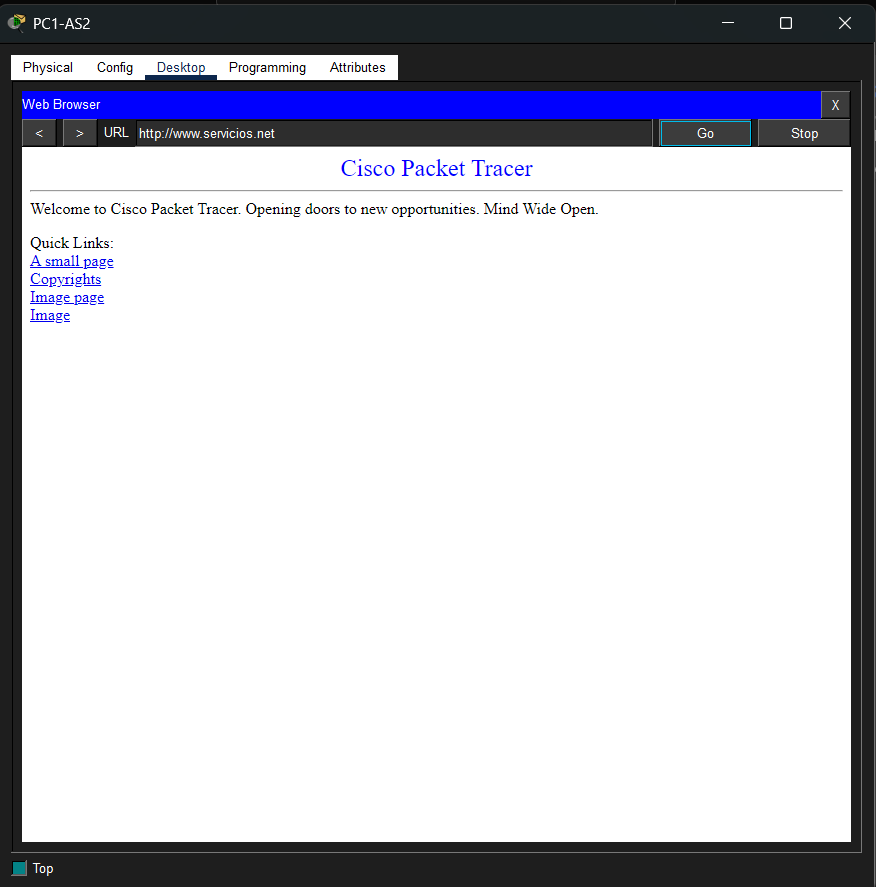 PC1-AS2
Physical Config Desktop Programming Attributes
Web Browser X
< > URL http://www.servicios.net Go Stop
Cisco Packet Tracer
Welcome to Cisco Packet Tracer. Opening doors to new opportunities. Mind Wide Open.
Quick Links:
A small page
Copyrights
Image page
Image
Top